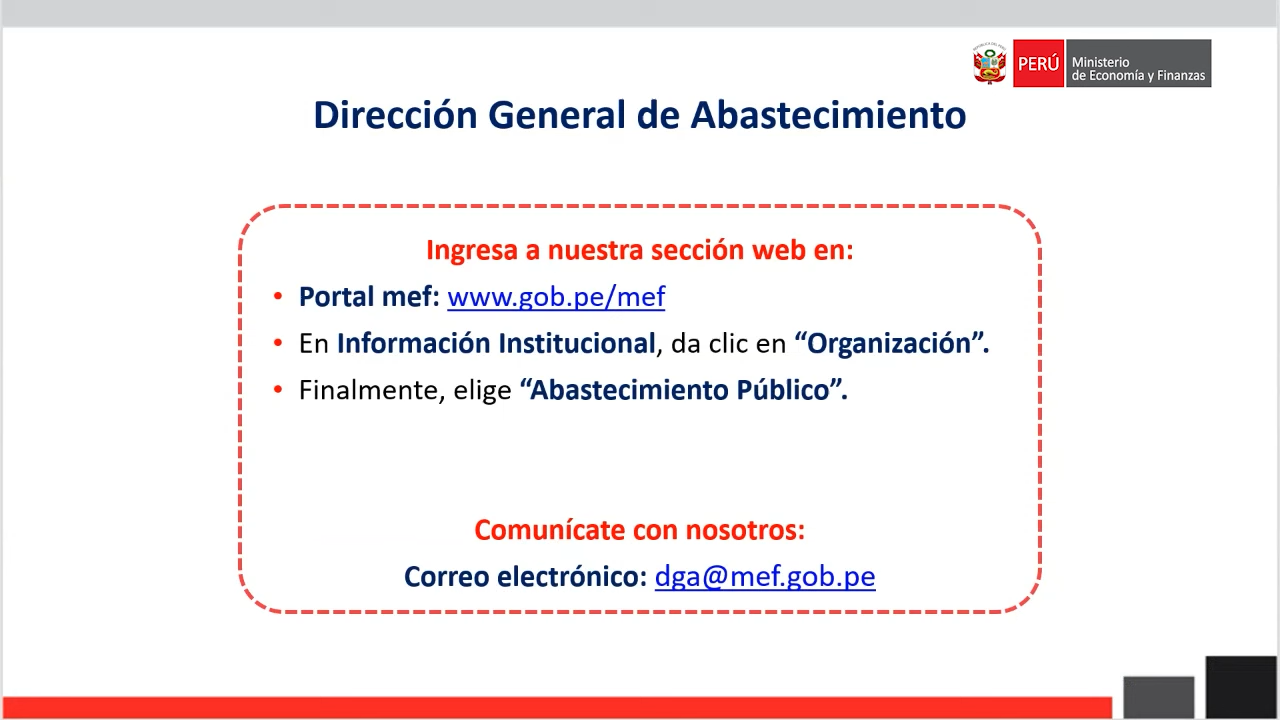 PERÚ
Ministerio
de Economía y Finanzas
Dirección General de Abastecimiento
Ingresa a nuestra sección web en:
• Portal mef: www.gob.pe/mef
• En Información Institucional, da clic en “Organización”.
• Finalmente, elige “Abastecimiento Público”.
Comunícate con nosotros:
Correo electrónico: dga@mef.gob.pe